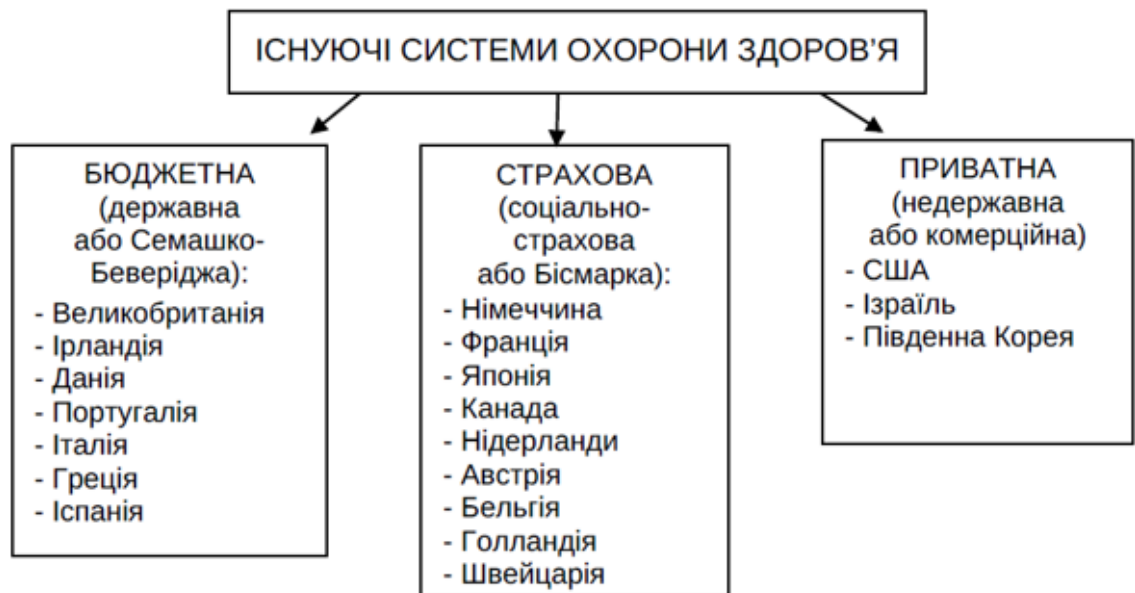 ІСНУЮЧІ СИСТЕМИ ОХОРОНИ ЗДОРОВ’Я
БЮДЖЕТНА
(державна
або Семашко-
Беверіджа):
- Великобританія
- Ірландія
- Данія
- Португалія
- Італія
- Греція
- Іспанія
СТРАХОВА
(соціально-
страхова
або Бісмарка):
- Німеччина
- Франція
- Японія
- Канада
- Нідерланди
- Австрія
- Бельгія
- Голландія
- Швейцарія
ПРИВАТНА
(недержавна
або комерційна)
- США
- Ізраїль
- Південна Корея